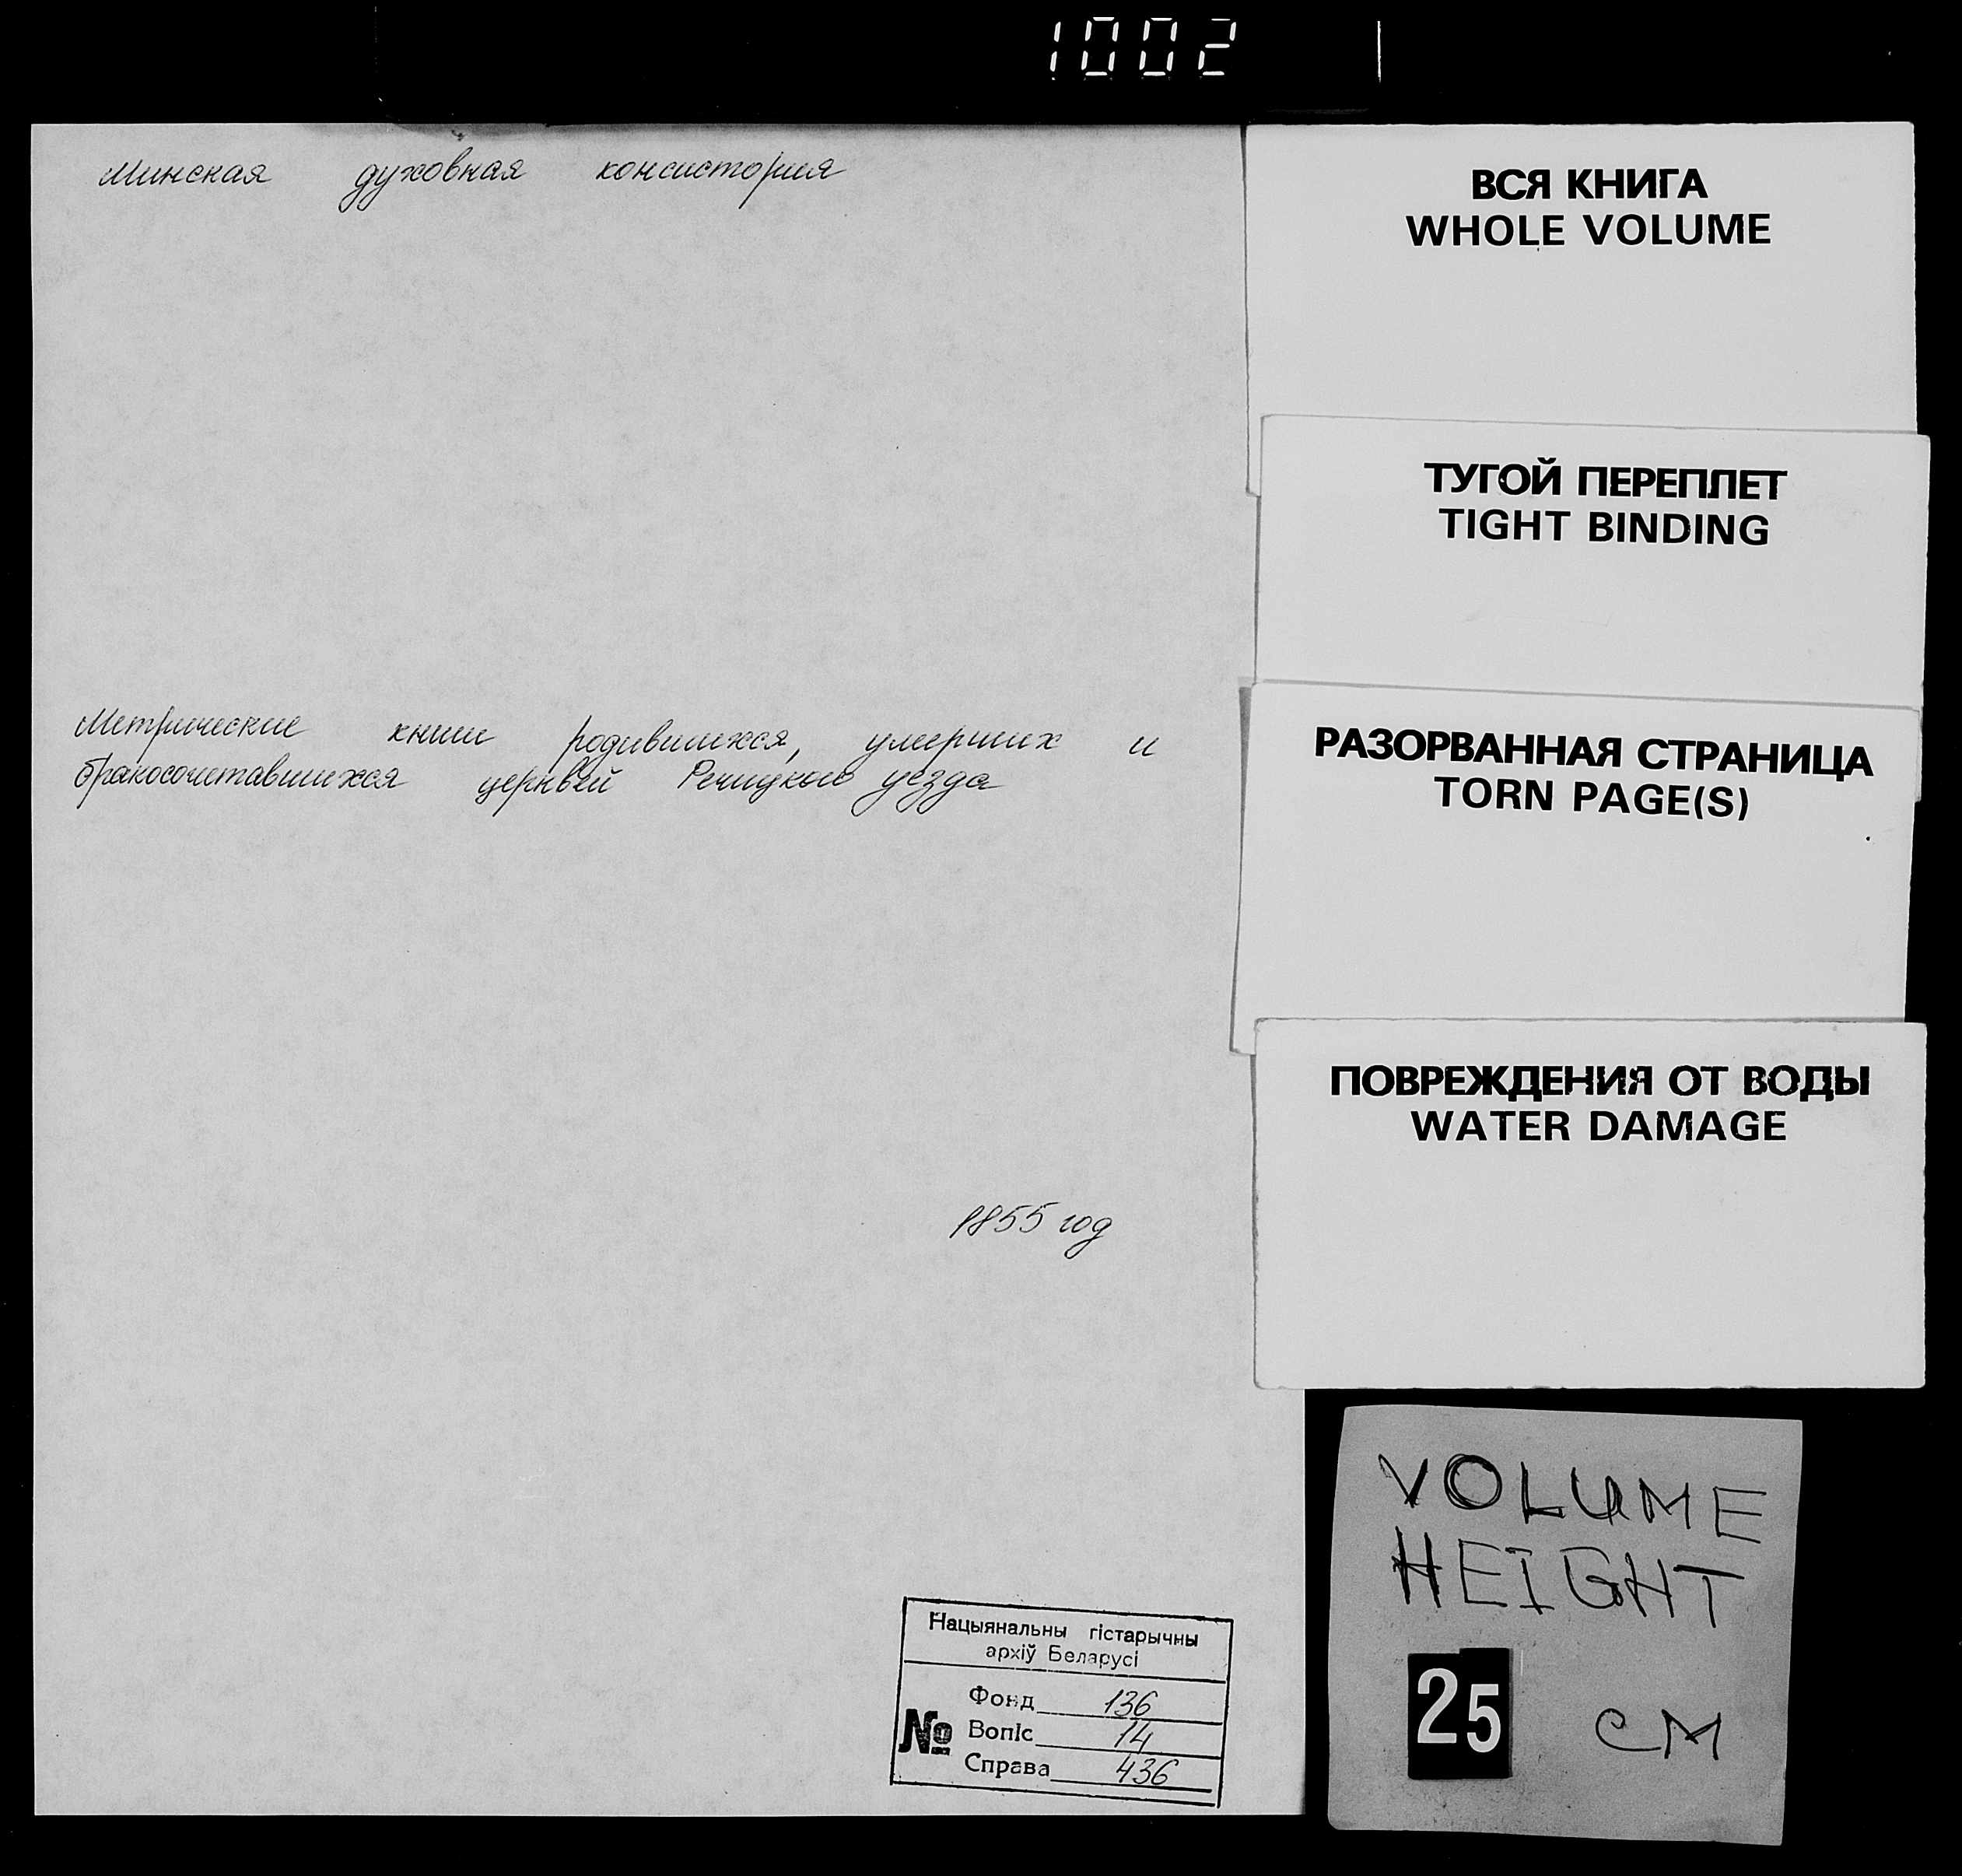 1002
Минская духовная консистория
Метрические книги родившихся, умерших и
бракосочетавшихся церквей Речицкого уезда
1855 год
Нацыянальны гістарычны
архіў Беларусі
№
Фонд 136
Вопіс 14
Справа 436
ВСЯ КНИГА
WHOLE VOLUME
ТУГОЙ ПЕРЕПЛЕТ
TIGHT BINDING
РАЗОРВАННАЯ СТРАНИЦА
TORN PAGE(S)
ПОВРЕЖДЕНИЯ ОТ ВОДЫ
WATER DAMAGE
VOLUME
HEIGHT
25 CM